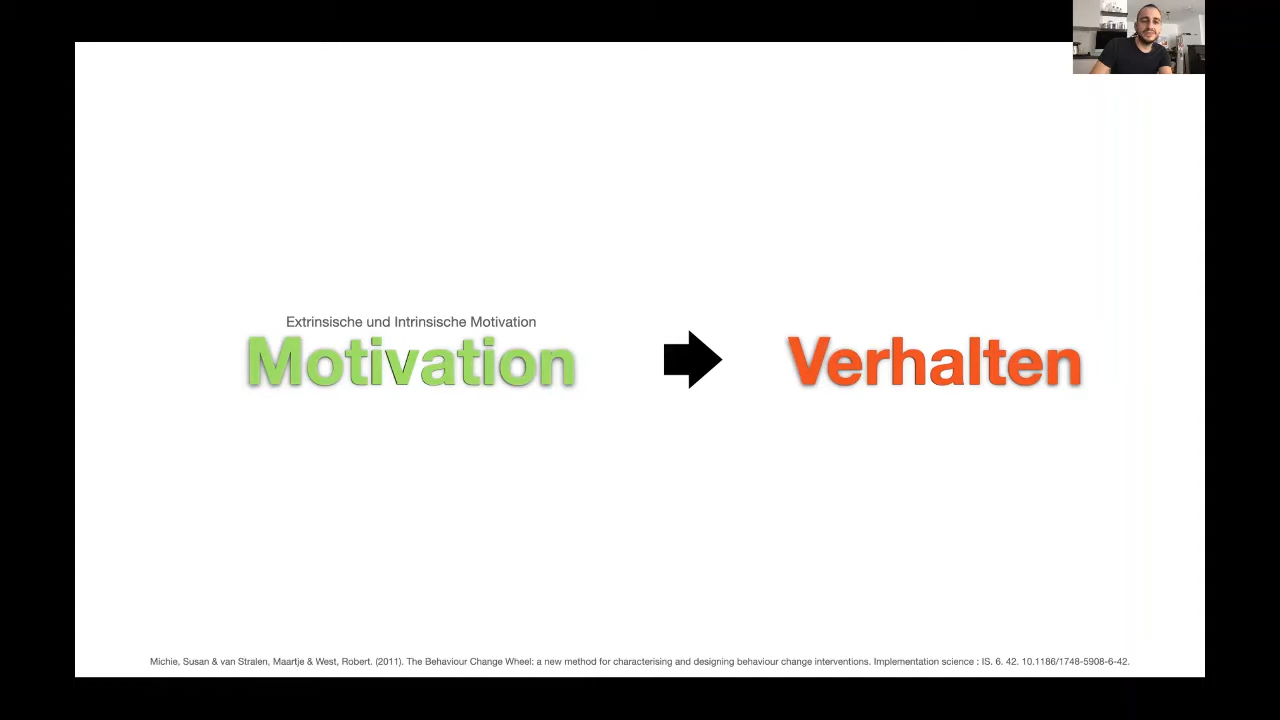 Extrinsische und Intrinsische Motivation
Motivation
Verhalten
Michie, Susan & van Stralen, Maartje & West, Robert. (2011). The Behaviour Change Wheel: a new method for characterising and designing behaviour change interventions. Implementation science : IS. 6. 42. 10.1186/1748-5908-6-42.